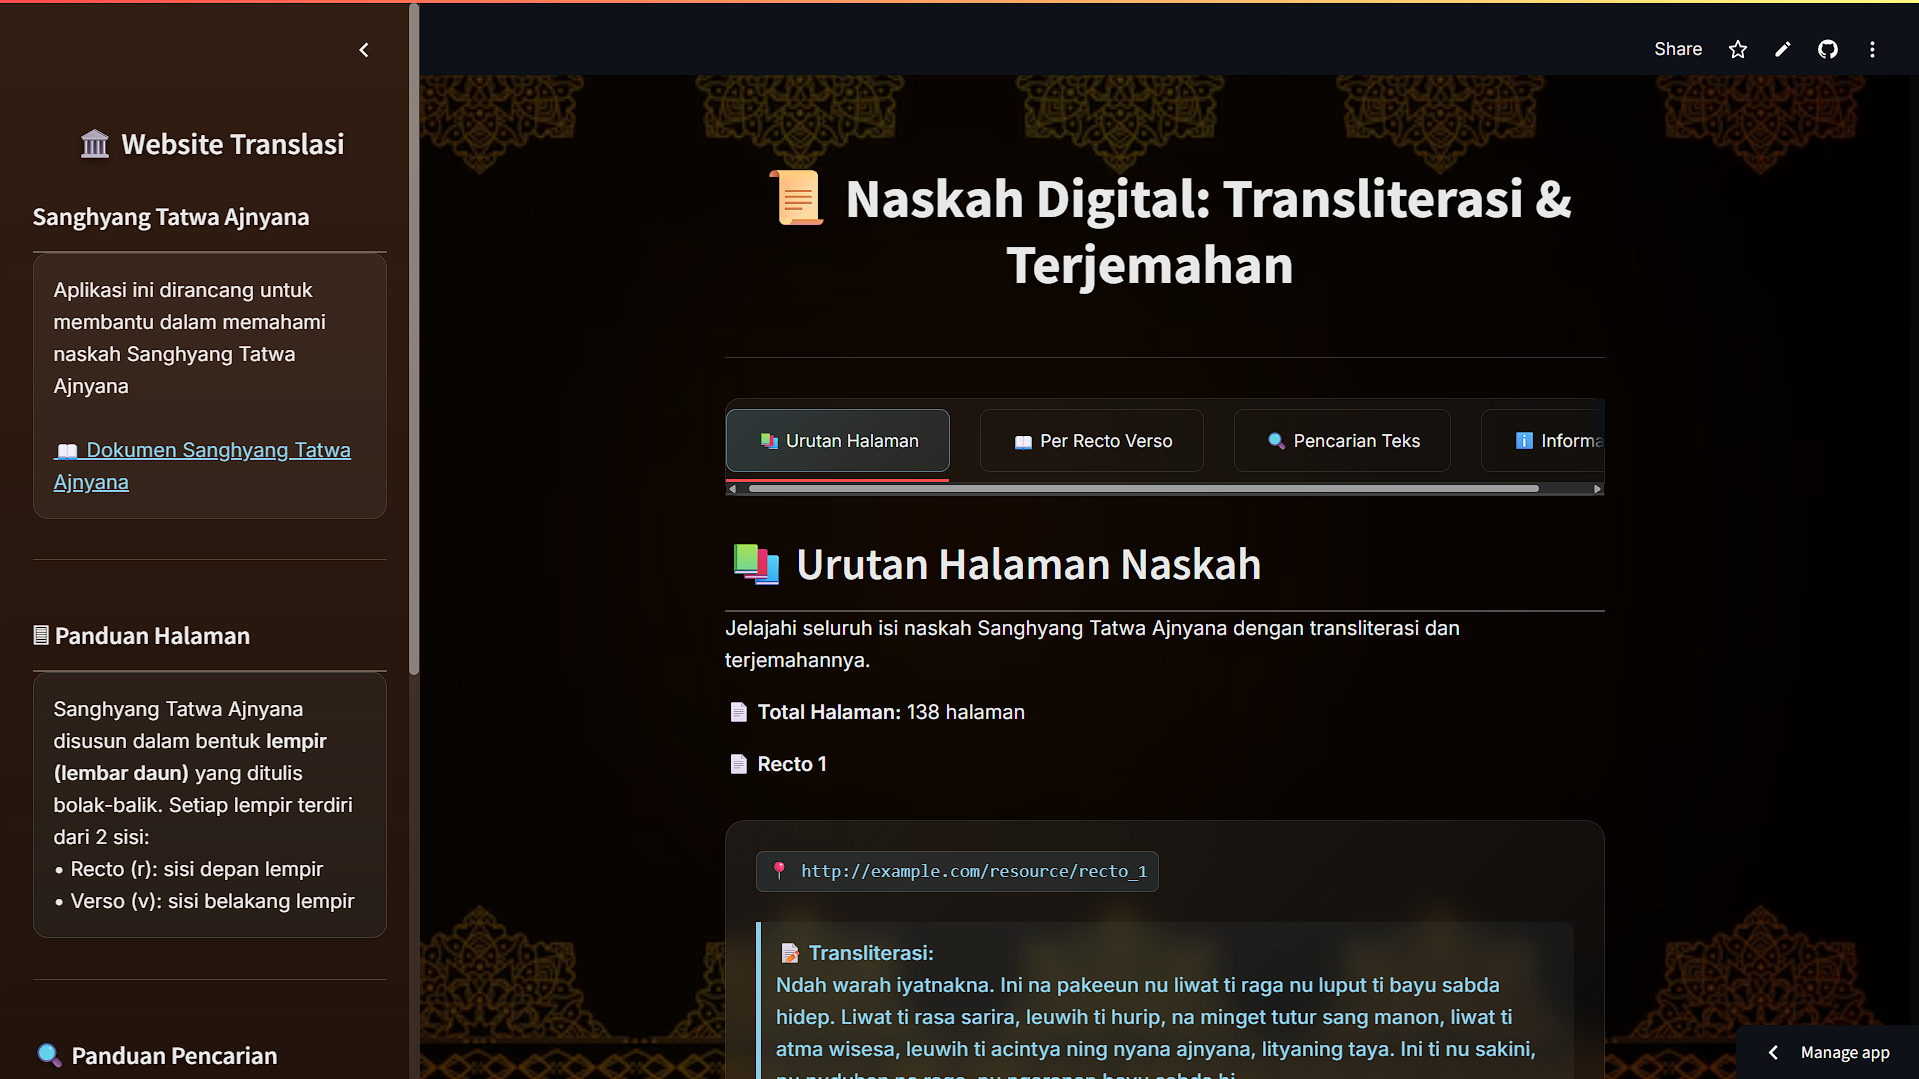 Share
Website Translasi
Sanghyang Tatwa Ajnyana
Aplikasi ini dirancang untuk
membantu dalam memahami
naskah Sanghyang Tatwa
Ajnyana
Dokumen Sanghyang Tatwa
Ajnyana
Panduan Halaman
Sanghyang Tatwa Ajnyana
disusun dalam bentuk lempir
(lembar daun) yang ditulis
bolak-balik. Setiap lempir terdiri
dari 2 sisi:
• Recto (r): sisi depan lempir
• Verso (v): sisi belakang lempir
Panduan Pencarian
Naskah Digital: Transliterasi &
Terjemahan
Urutan Halaman
Per Recto Verso
Pencarian Teks
Informa
Urutan Halaman Naskah
Jelajahi seluruh isi naskah Sanghyang Tatwa Ajnyana dengan transliterasi dan
terjemahannya.
Total Halaman: 138 halaman
Recto 1
http://example.com/resource/recto_1
Transliterasi:
Ndah warah iyatnakna. Ini na pakeeun nu liwat ti raga nu luput ti bayu sabda
hidep. Liwat ti rasa sarira, leuwih ti hurip, na minget tutur sang manon, liwat ti
atma wisesa, leuwih ti acintya ning nyana ajnyana, lityaning taya. Ini ti nu sakini,
Manage app